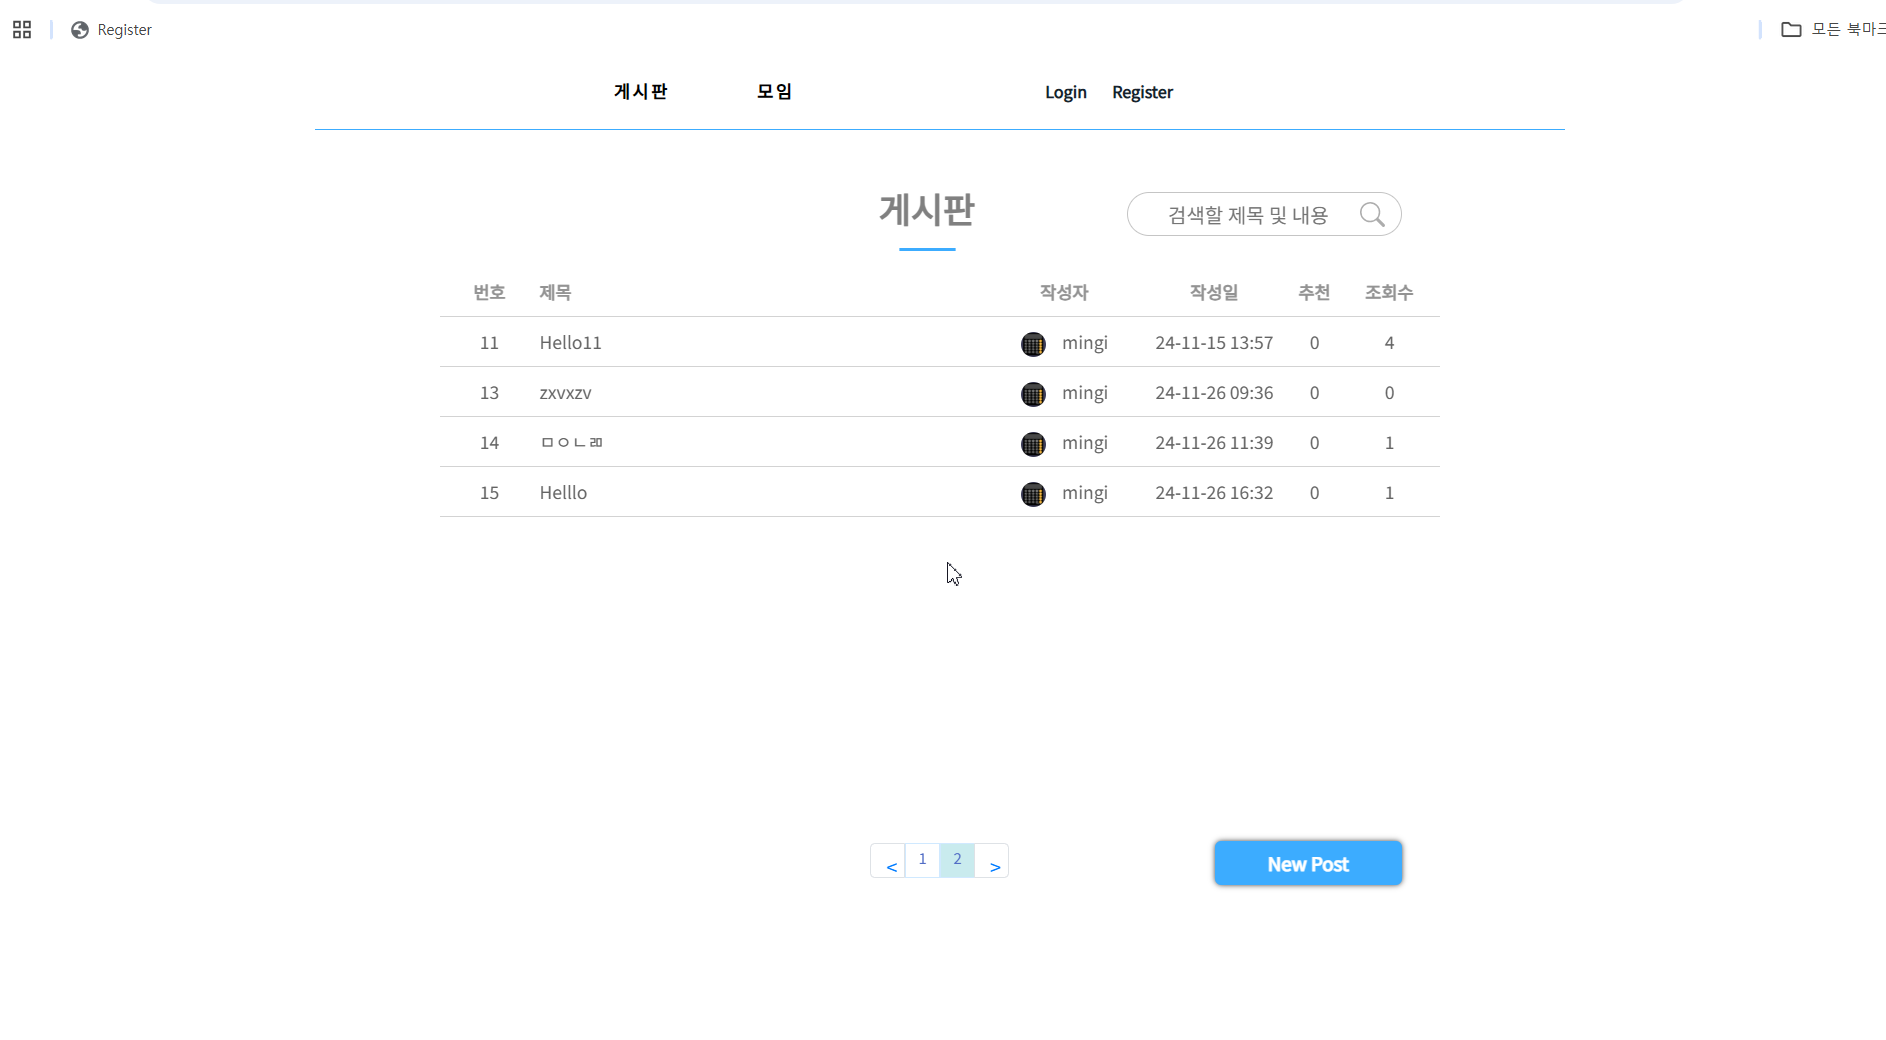 Register 모든 북마크
게시판 모임 Login Register
게시판 검색할 제목 및 내용
번호 제목 작성자 작성일 추천 조회수
11 Hello11 mingi 24-11-15 13:57 0 4
13 zxvxzv mingi 24-11-26 09:36 0 0
14 ㅁㅇㄴㄻ mingi 24-11-26 11:39 0 1
15 Helllo mingi 24-11-26 16:32 0 1
< 1 2 > New Post